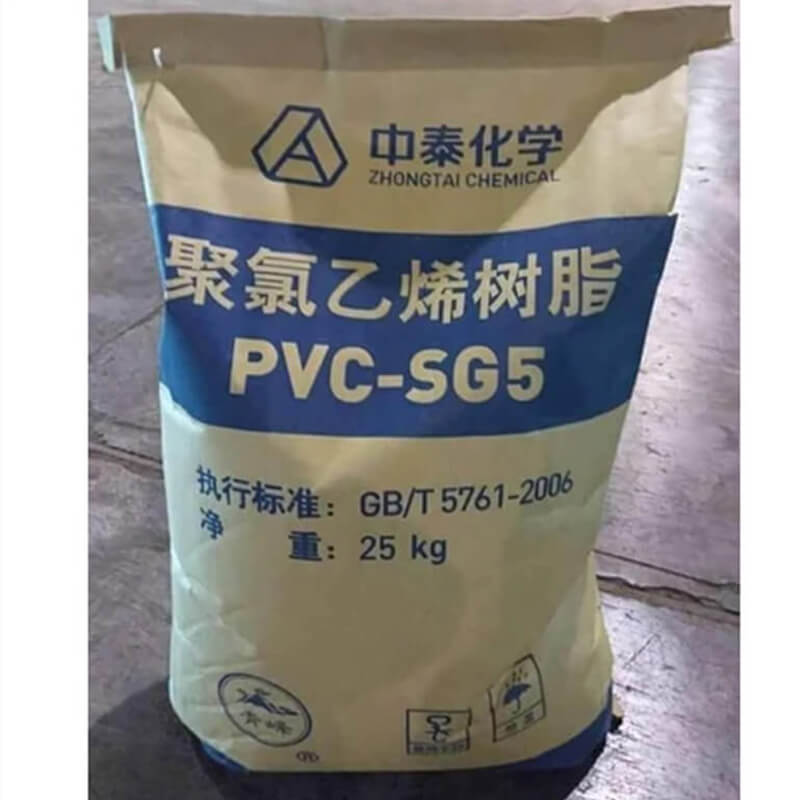 中泰化学
ZHONGTAI CHEMICAL
聚氯乙烯树脂
PVC-SG5
执行标准：GB/T 5761-2006
净 重：25 kg
®